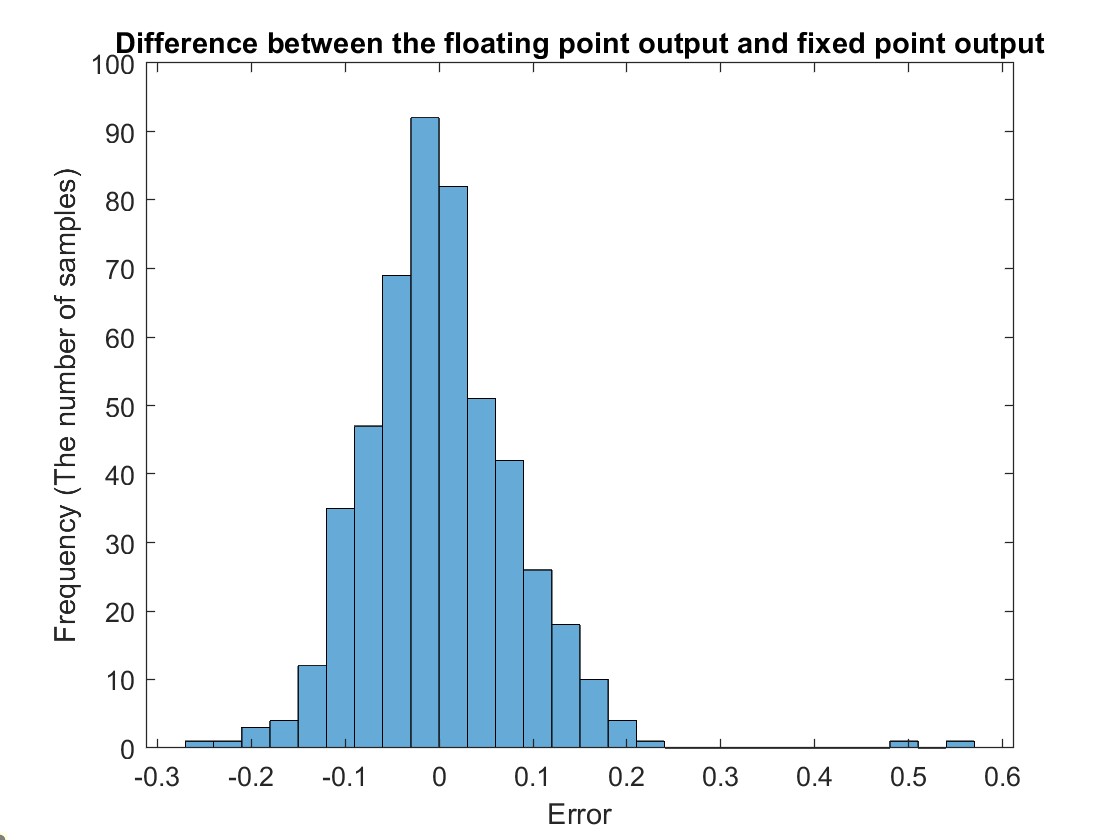 Difference between the floating point output and fixed point output
100
90
80
70
60
50
40
30
20
10
0
Frequency (The number of samples)
-0.3 -0.2 -0.1 0 0.1 0.2 0.3 0.4 0.5 0.6
Error